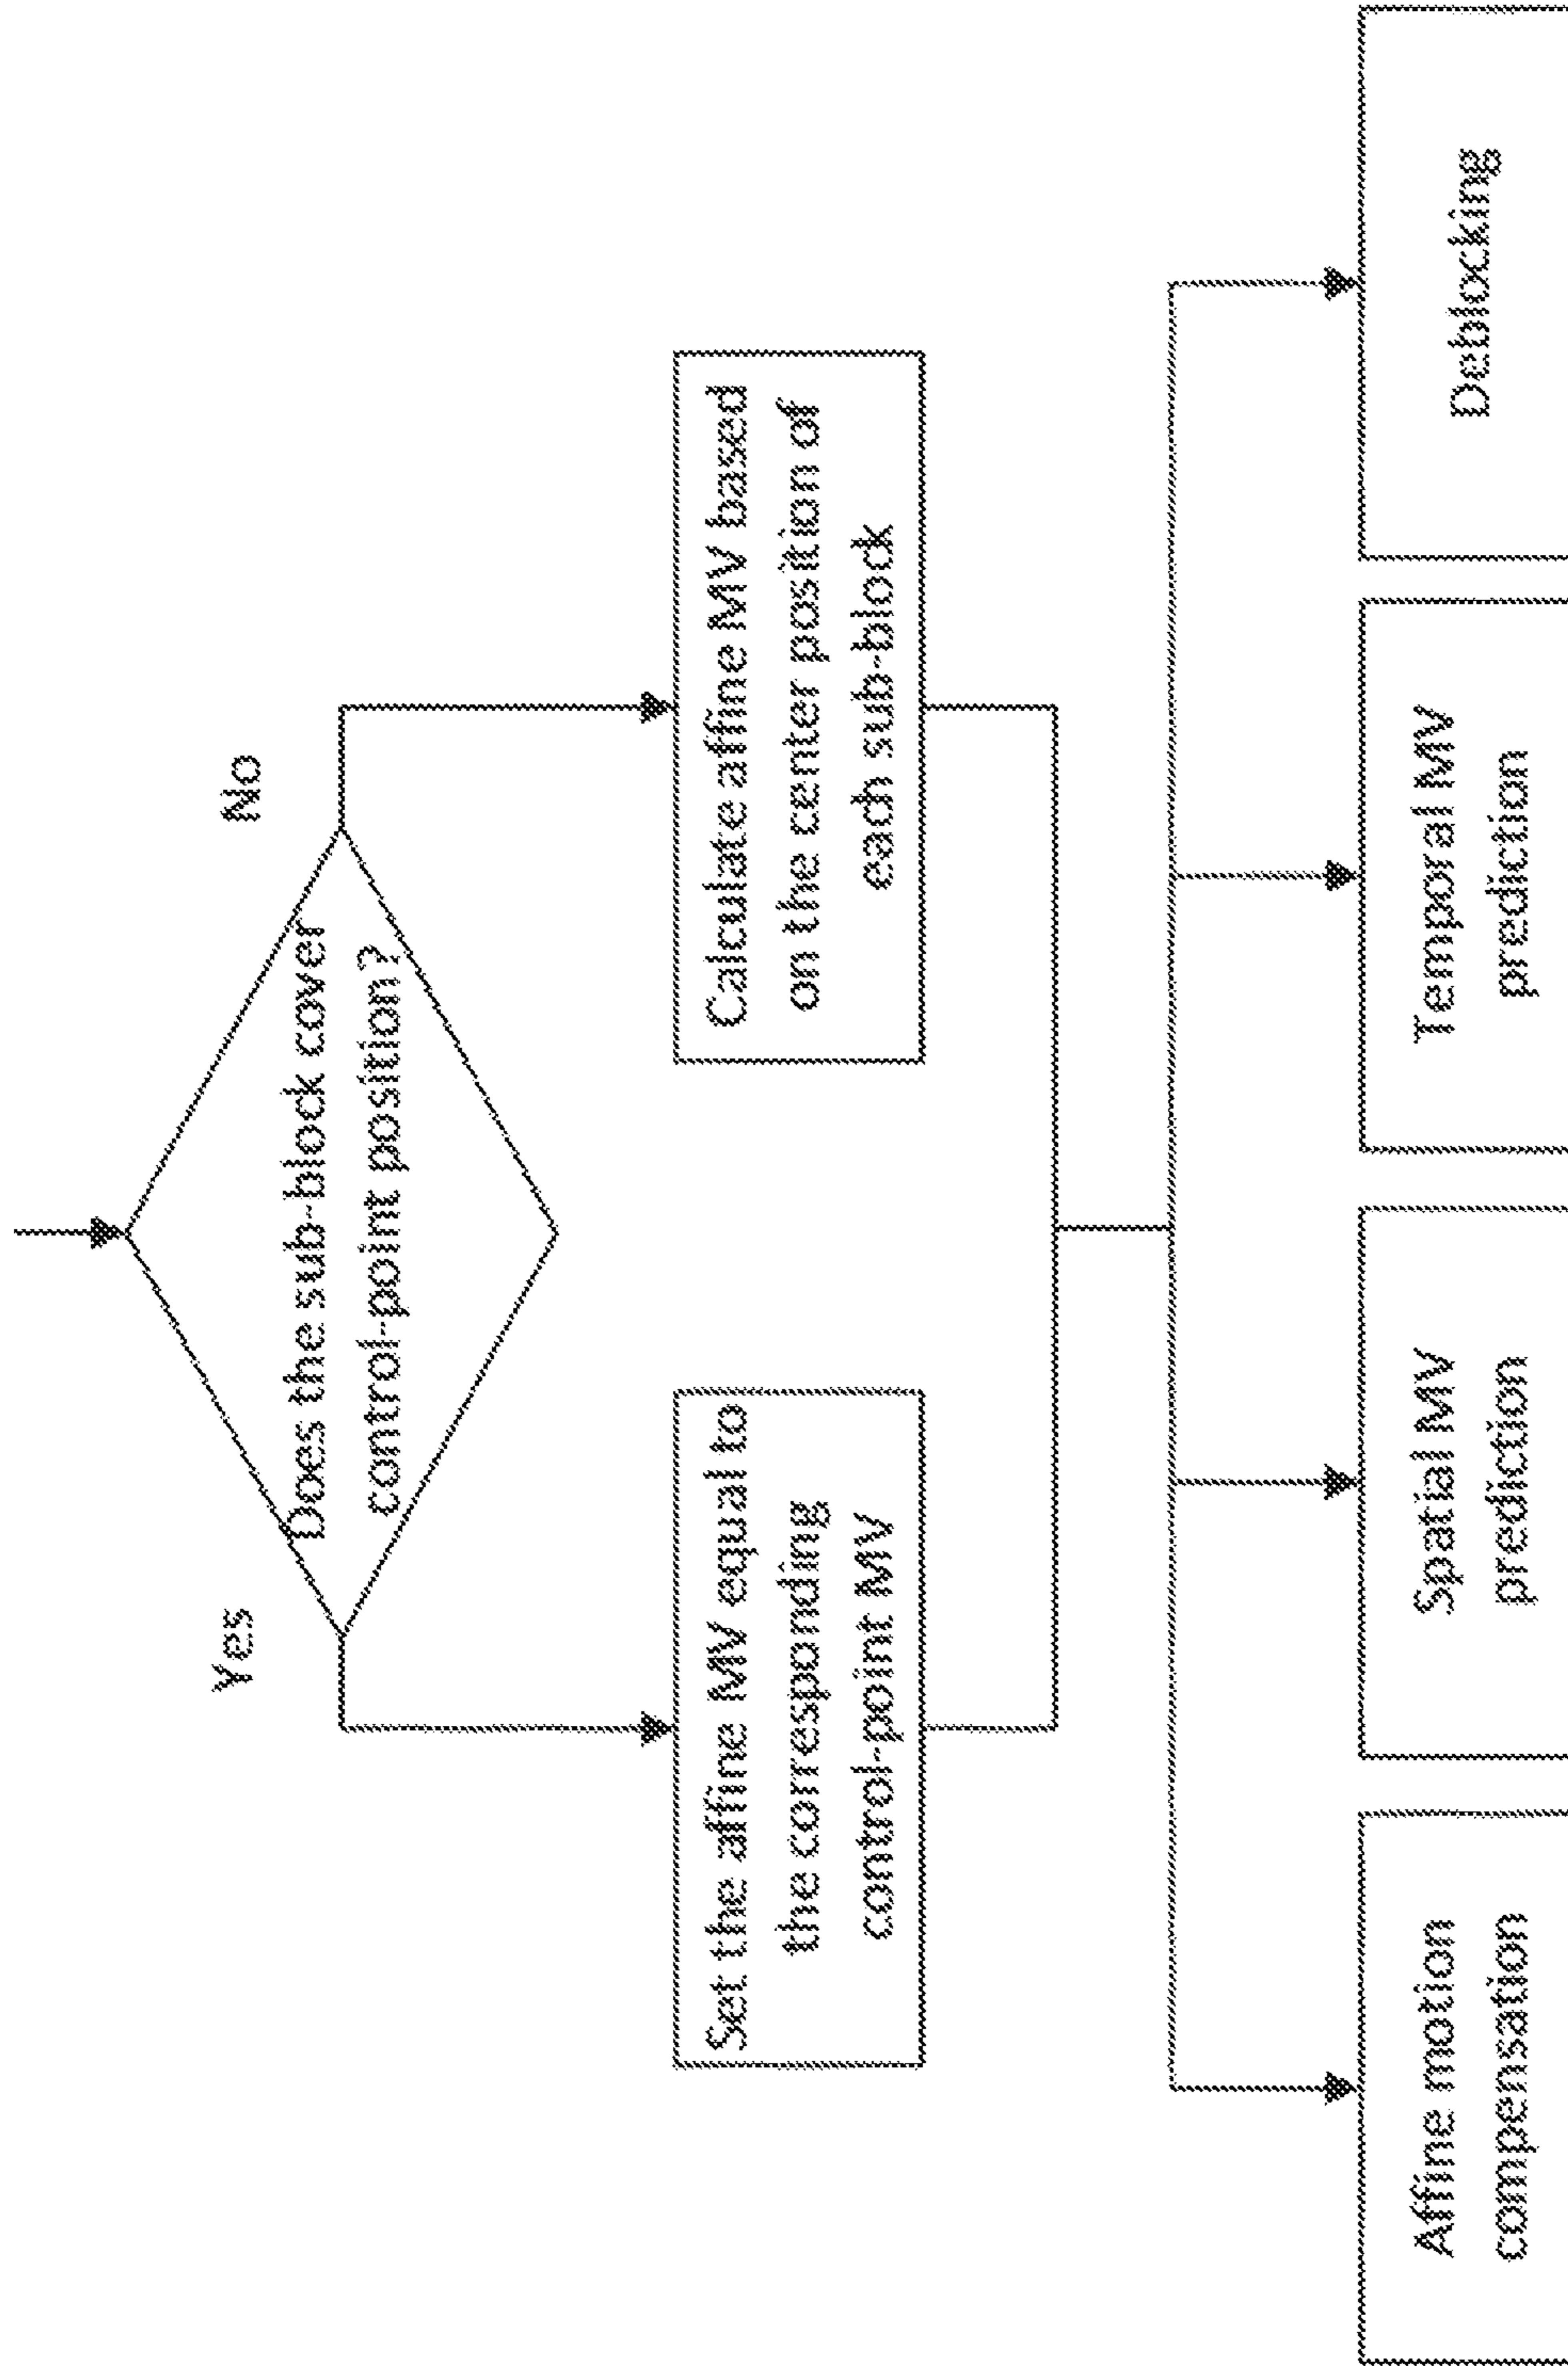 Does the sub-block cover
control-point position?
Yes
No
Set the affine MV equal to
the corresponding
control-point MV
Calculate affine MV based
on the center position of
each sub-block
Affine motion
compensation
Spatial MV
prediction
Temporal MV
prediction
Deblocking